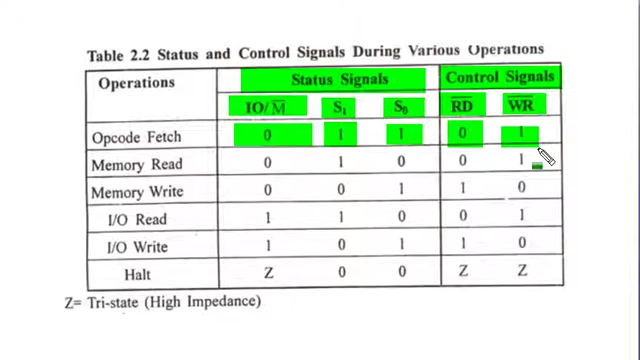 Table 2.2 Status and Control Signals During Various Operations
Operations Status Signals Control Signals
IO/M̅ S₁ S₀ R̅D̅ W̅R̅
Opcode Fetch 0 1 1 0 1
Memory Read 0 1 0 0 1
Memory Write 0 0 1 1 0
I/O Read 1 1 0 0 1
I/O Write 1 0 1 1 0
Halt Z 0 0 Z Z
Z= Tri-state (High Impedance)